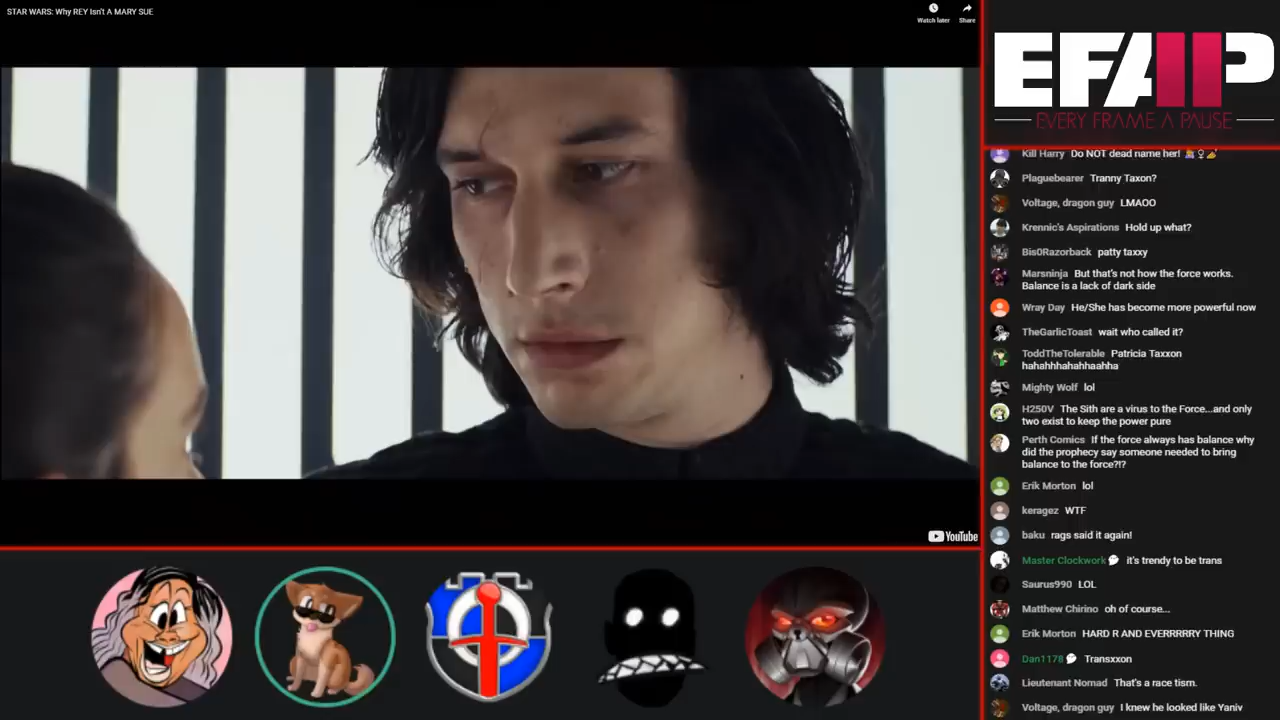 STAR WARS: Why REY Isn't A MARY SUE
Watch later
Share
EFAP
EVERY FRAME A PAUSE
Kill Harry Do NOT dead name her!
Plaguebearer Tranny Taxon?
Voltage, dragon guy LMAOO
Krennic's Aspirations Hold up what?
Bis0Razorback patty taxxy
Marsninja But that's not how the force works.
Balance is a lack of dark side
Wray Day He/She has become more powerful now
TheGarlicToast wait who called it?
ToddTheTolerable Patricia Taxxon
hahahhhahahhaahha
Mighty Wolf lol
H250V The Sith are a virus to the Force...and only
two exist to keep the power pure
Perth Comics If the force always has balance why
did the prophecy say someone needed to bring
balance to the force?!?
Erik Morton lol
keragez WTF
baku rags said it again!
Master Clockwork it's trendy to be trans
Saurus990 LOL
Matthew Chirino oh of course...
Erik Morton HARD R AND EVERRRRRY THING
Dan1178 Transxxon
Lieutenant Nomad That's a race tism.
Voltage, dragon guy I knew he looked like Yaniv
YouTube